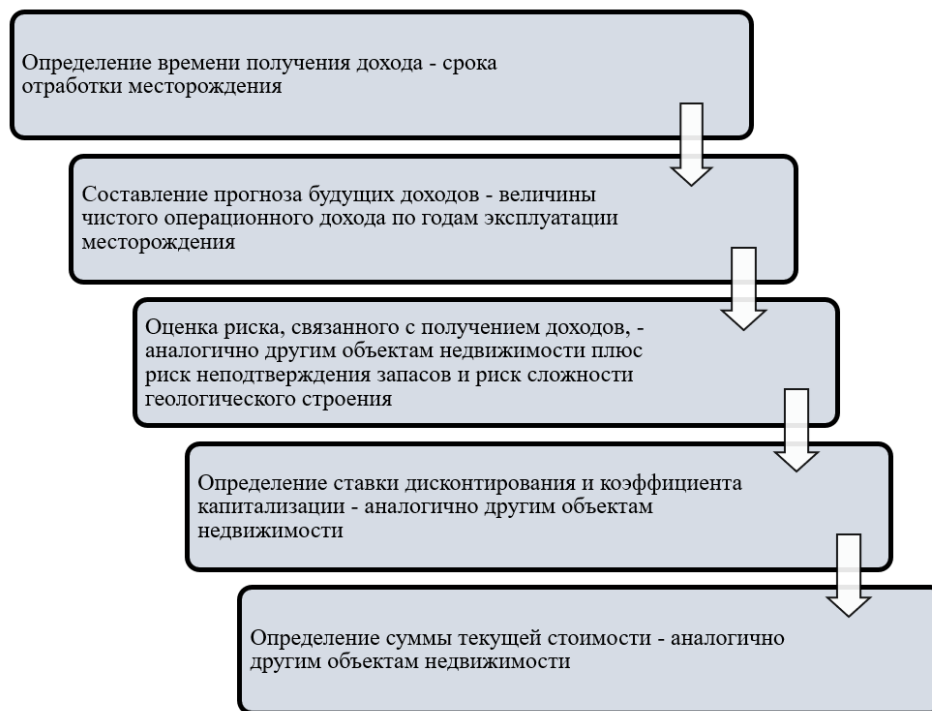 Определение времени получения дохода - срока
отработки месторождения
Составление прогноза будущих доходов - величины
чистого операционного дохода по годам эксплуатации
месторождения
Оценка риска, связанного с получением доходов, -
аналогично другим объектам недвижимости плюс
риск неподтверждения запасов и риск сложности
геологического строения
Определение ставки дисконтирования и коэффициента
капитализации - аналогично другим объектам
недвижимости
Определение суммы текущей стоимости - аналогично
другим объектам недвижимости